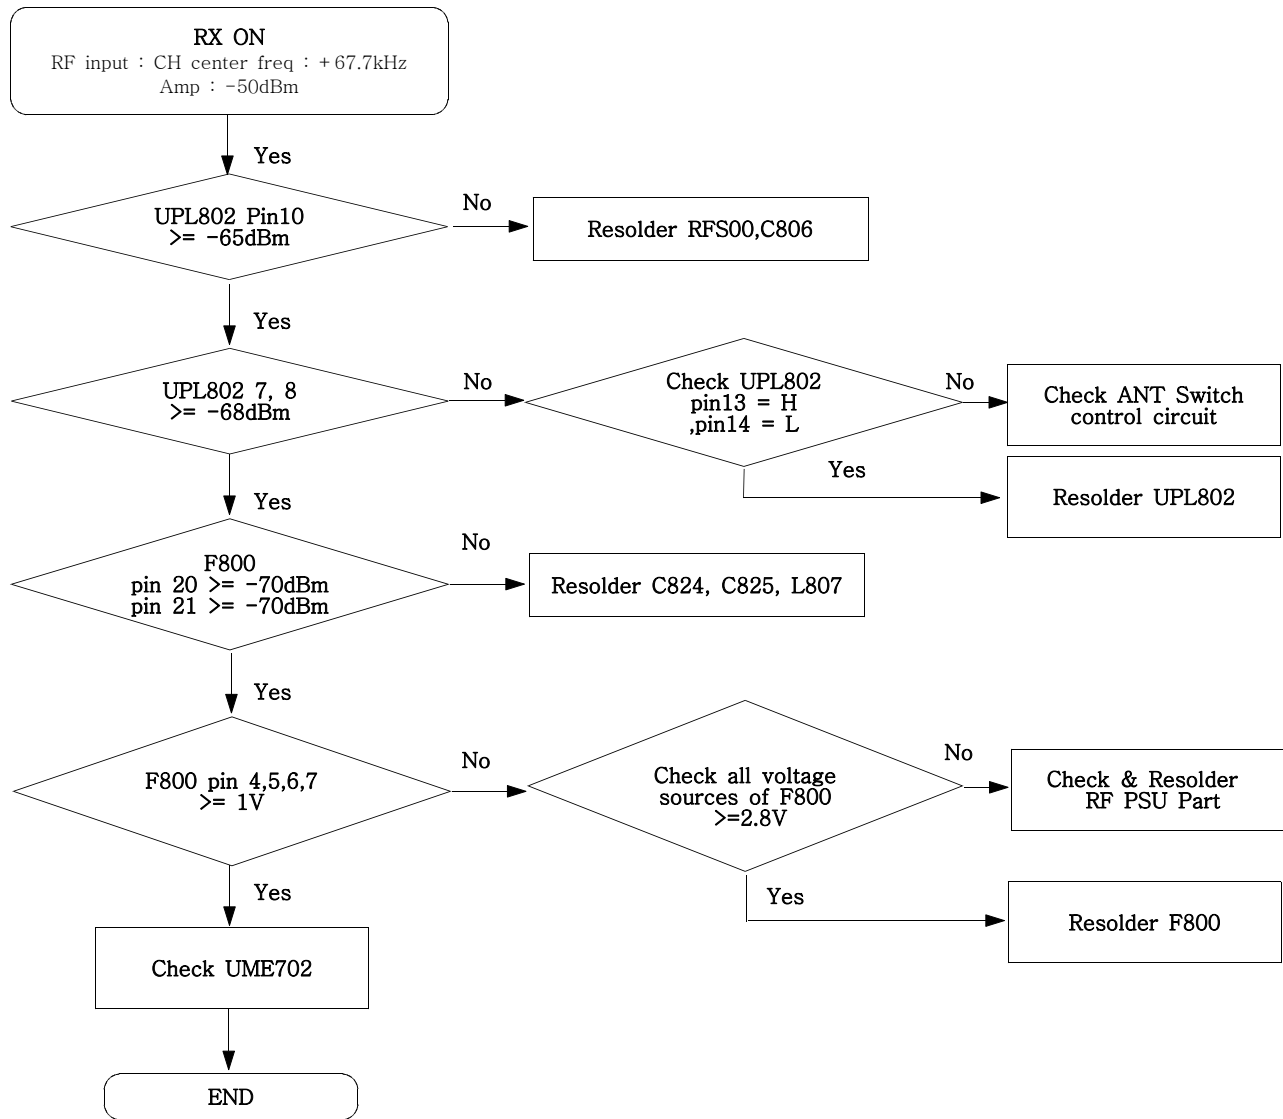 RX ON
RF input : CH center freq : +67.7kHz
Amp : -50dBm
Yes
UPL802 Pin10
>= -65dBm
No
Resolder RFS00,C806
Yes
UPL802 7, 8
>= -68dBm
No
Check UPL802
pin13 = H
,pin14 = L
No
Check ANT Switch
control circuit
Yes
Resolder UPL802
Yes
F800
pin 20 >= -70dBm
pin 21 >= -70dBm
No
Resolder C824, C825, L807
Yes
F800 pin 4,5,6,7
>= 1V
No
Check all voltage
sources of F800
>=2.8V
No
Check & Resolder
RF PSU Part
Yes
Resolder F800
Yes
Check UME702
END